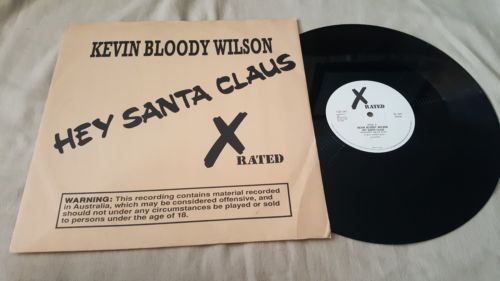 KEVIN BLOODY WILSON
HEY SANTA CLAUS
X
RATED
WARNING: This recording contains material recorded
in Australia, which may be considered offensive, and
should not under any circumstances be played or sold
to persons under the age of 18.
X
RATED
KEVIN BLOODY WILSON
HEY SANTA CLAUS